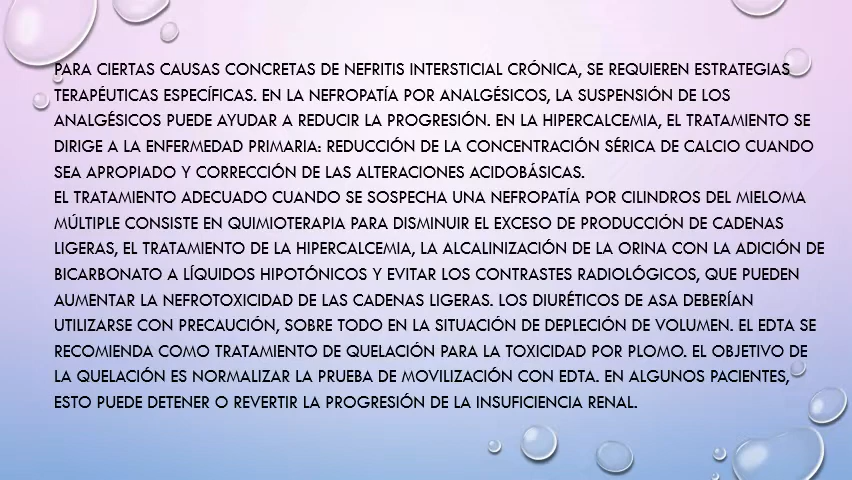 PARA CIERTAS CAUSAS CONCRETAS DE NEFRITIS INTERSTICIAL CRÓNICA, SE REQUIEREN ESTRATEGIAS
TERAPÉUTICAS ESPECÍFICAS. EN LA NEFROPATÍA POR ANALGÉSICOS, LA SUSPENSIÓN DE LOS
ANALGÉSICOS PUEDE AYUDAR A REDUCIR LA PROGRESIÓN. EN LA HIPERCALCEMIA, EL TRATAMIENTO SE
DIRIGE A LA ENFERMEDAD PRIMARIA: REDUCCIÓN DE LA CONCENTRACIÓN SÉRICA DE CALCIO CUANDO
SEA APROPIADO Y CORRECCIÓN DE LAS ALTERACIONES ACIDOBÁSICAS.
EL TRATAMIENTO ADECUADO CUANDO SE SOSPECHA UNA NEFROPATÍA POR CILINDROS DEL MIELOMA
MÚLTIPLE CONSISTE EN QUIMIOTERAPIA PARA DISMINUIR EL EXCESO DE PRODUCCIÓN DE CADENAS
LIGERAS, EL TRATAMIENTO DE LA HIPERCALCEMIA, LA ALCALINIZACIÓN DE LA ORINA CON LA ADICIÓN DE
BICARBONATO A LÍQUIDOS HIPOTÓNICOS Y EVITAR LOS CONTRASTES RADIOLÓGICOS, QUE PUEDEN
AUMENTAR LA NEFROTOXICIDAD DE LAS CADENAS LIGERAS. LOS DIURÉTICOS DE ASA DEBERÍAN
UTILIZARSE CON PRECAUCIÓN, SOBRE TODO EN LA SITUACIÓN DE DEPLECIÓN DE VOLUMEN. EL EDTA SE
RECOMIENDA COMO TRATAMIENTO DE QUELACIÓN PARA LA TOXICIDAD POR PLOMO. EL OBJETIVO DE
LA QUELACIÓN ES NORMALIZAR LA PRUEBA DE MOVILIZACIÓN CON EDTA. EN ALGUNOS PACIENTES,
ESTO PUEDE DETENER O REVERTIR LA PROGRESIÓN DE LA INSUFICIENCIA RENAL.